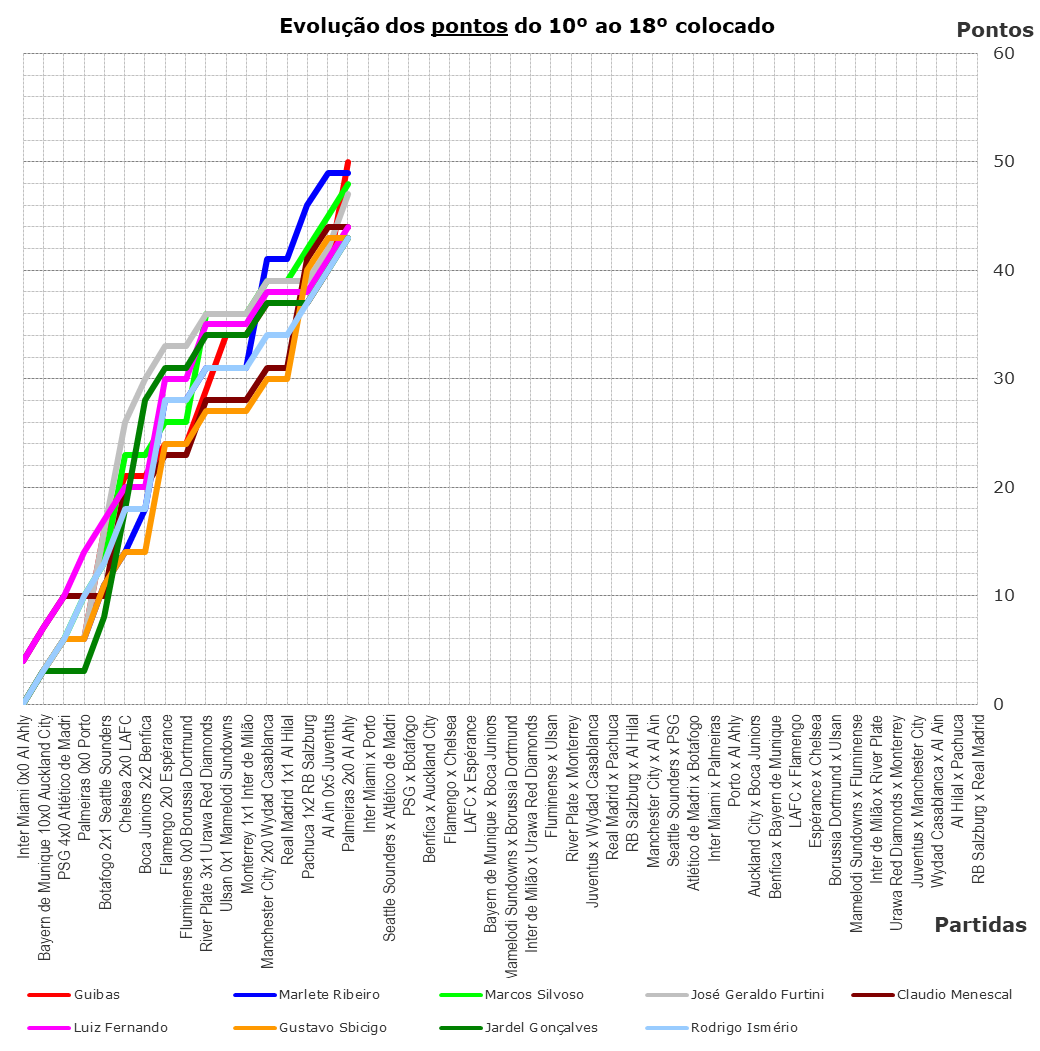 Evolução dos pontos do 10º ao 18º colocado
Pontos
60
50
40
30
20
10
0
Inter Miami 0x0 Al Ahly
Bayern de Munique 10x0 Auckland City
PSG 4x0 Atlético de Madri
Palmeiras 0x0 Porto
Botafogo 2x1 Seattle Sounders
Chelsea 2x0 LAFC
Boca Juniors 2x2 Benfica
Flamengo 2x0 Espérance
Fluminense 0x0 Borussia Dortmund
River Plate 3x1 Urawa Red Diamonds
Ulsan 0x1 Mamelodi Sundowns
Monterrey 1x1 Inter de Milão
Manchester City 2x0 Wydad Casablanca
Real Madrid 1x1 Al Hilal
Pachuca 1x2 RB Salzburg
Al Ain 0x5 Juventus
Palmeiras 2x0 Al Ahly
Inter Miami x Porto
Seattle Sounders x Atlético de Madri
PSG x Botafogo
Benfica x Auckland City
Flamengo x Chelsea
LAFC x Espérance
Bayern de Munique x Boca Juniors
Mamelodi Sundowns x Borussia Dortmund
Inter de Milão x Urawa Red Diamonds
Fluminense x Ulsan
River Plate x Monterrey
Juventus x Wydad Casablanca
Real Madrid x Pachuca
RB Salzburg x Al Hilal
Manchester City x Al Ain
Seattle Sounders x PSG
Atlético de Madri x Botafogo
Inter Miami x Palmeiras
Porto x Al Ahly
Auckland City x Boca Juniors
Benfica x Bayern de Munique
LAFC x Flamengo
Espérance x Chelsea
Borussia Dortmund x Ulsan
Mamelodi Sundowns x Fluminense
Inter de Milão x River Plate
Urawa Red Diamonds x Monterrey
Juventus x Manchester City
Wydad Casablanca x Al Ain
Al Hilal x Pachuca
RB Salzburg x Real Madrid
Partidas
Guibas Marlete Ribeiro Marcos Silvoso José Geraldo Furtini Claudio Menescal
Luiz Fernando Gustavo Sbicigo Jardel Gonçalves Rodrigo Ismério